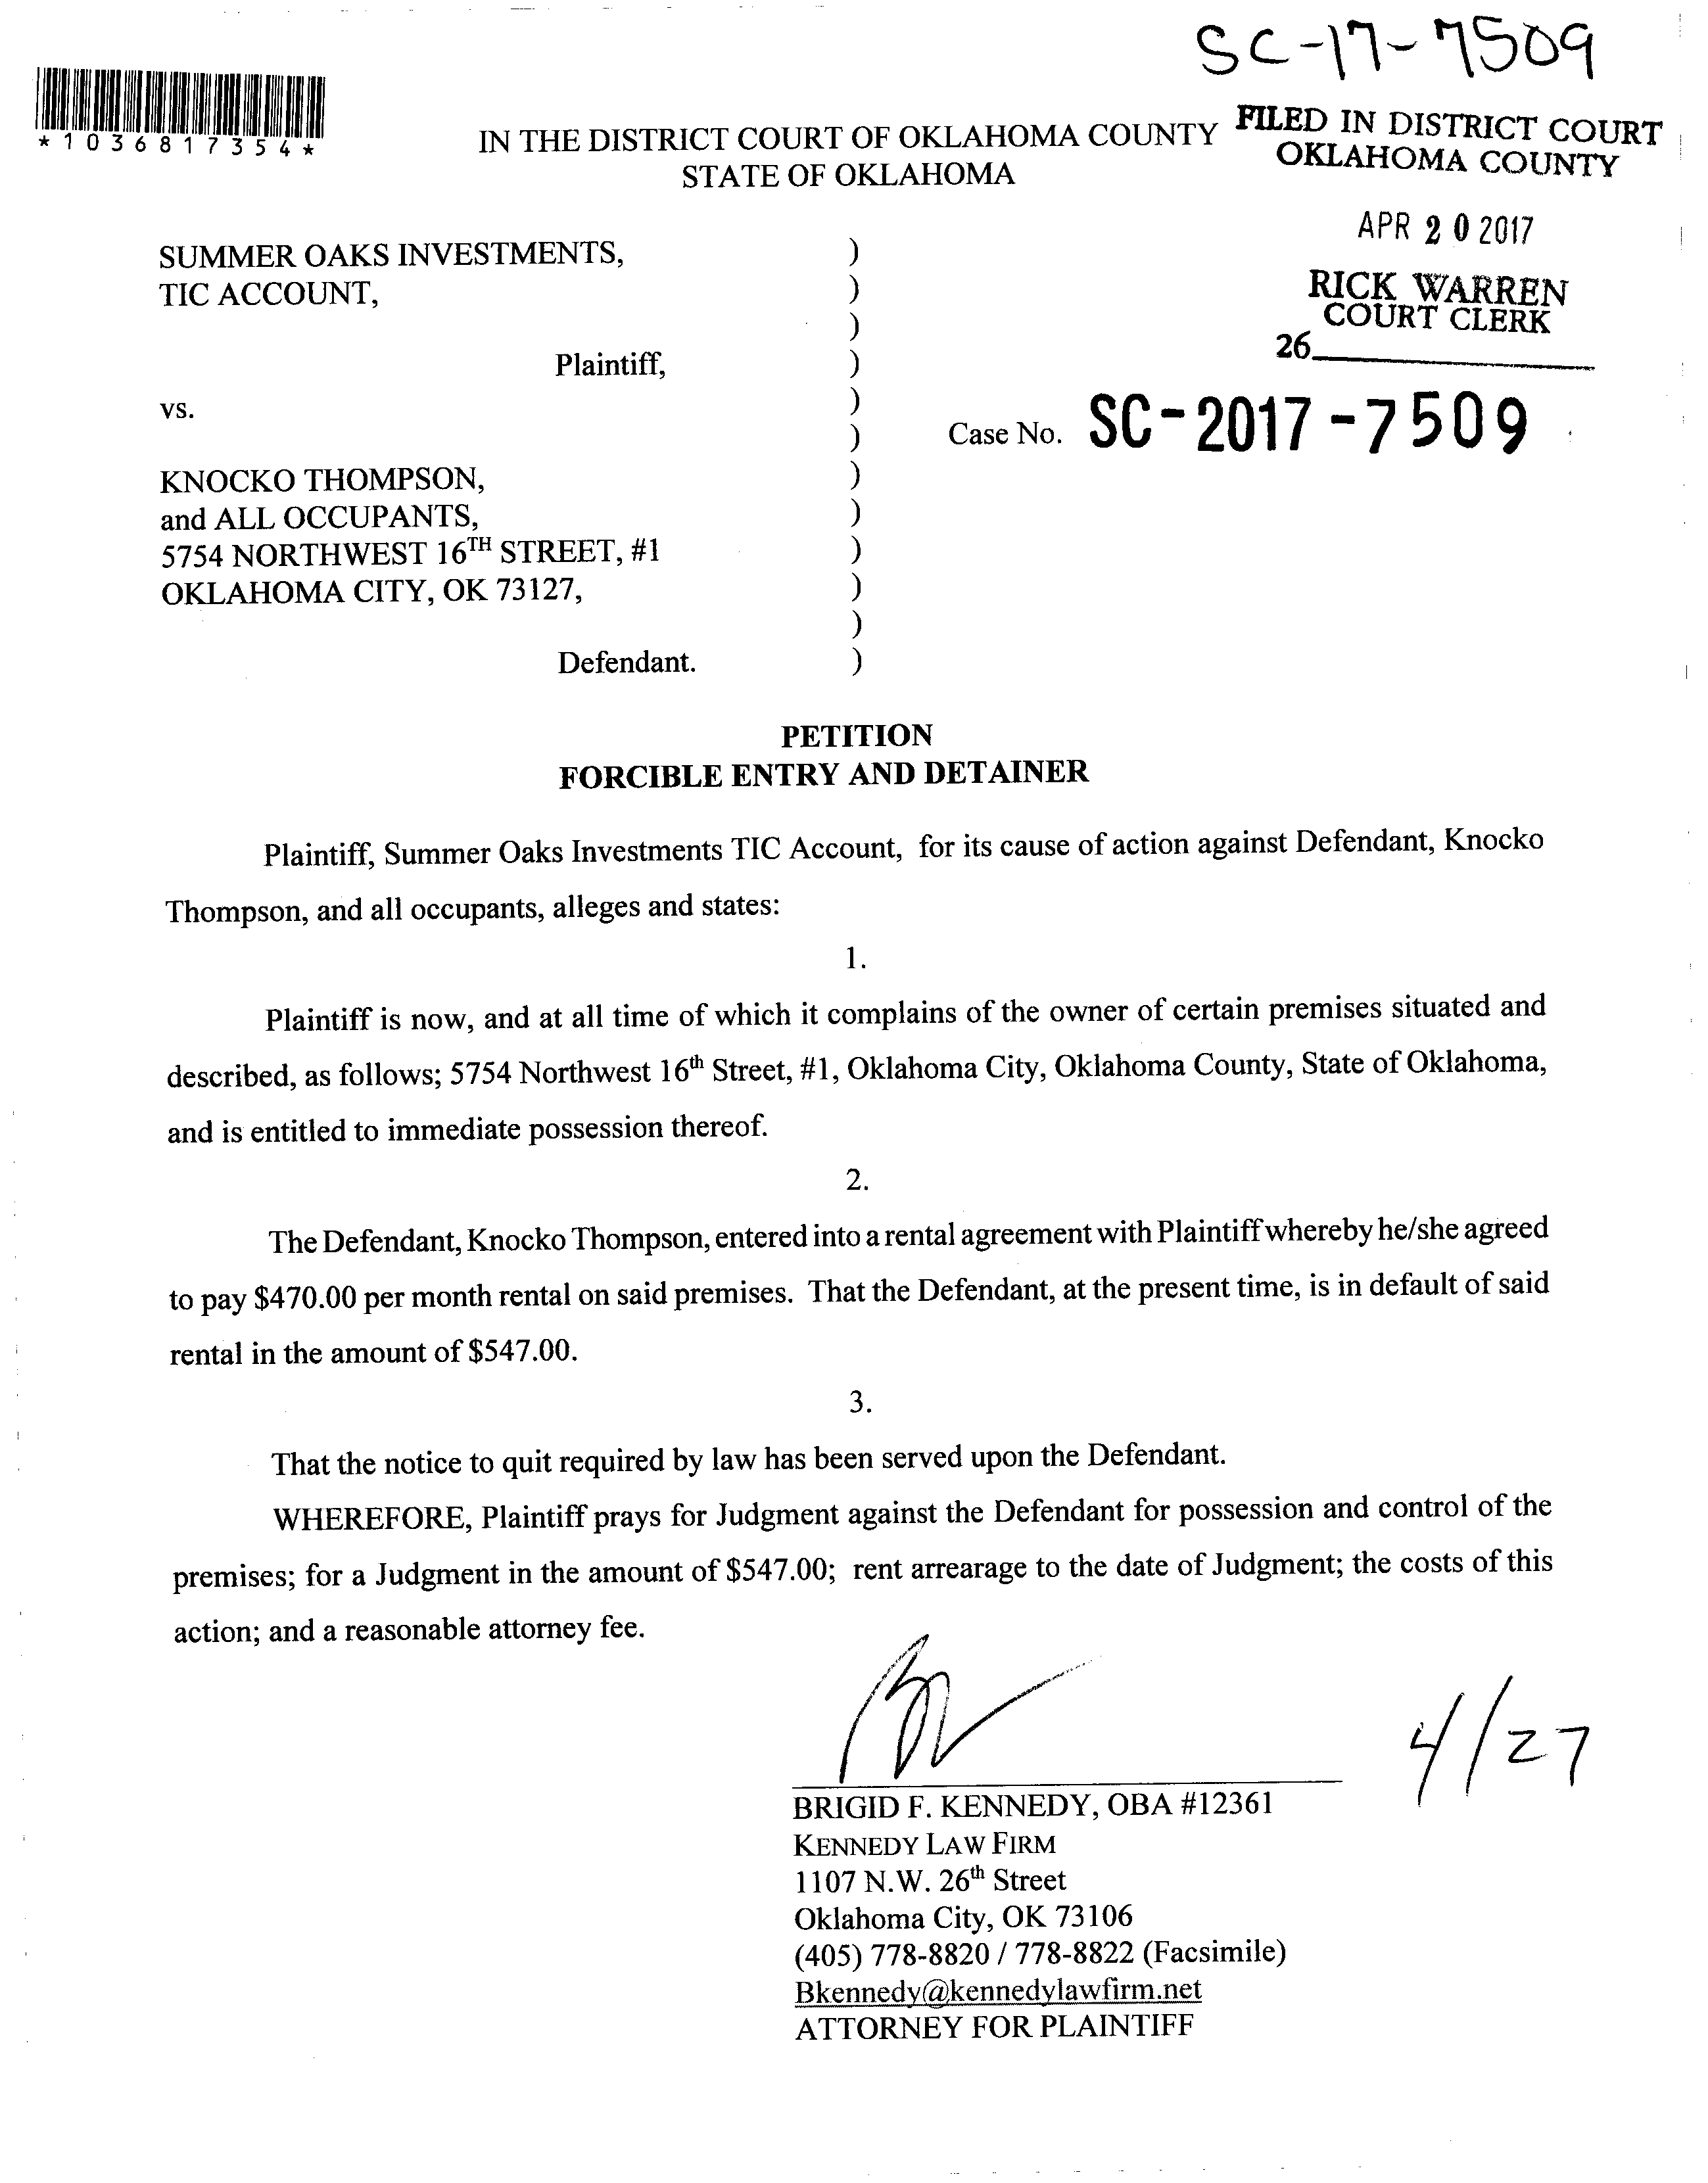 SC-17-7509
*1036817354*
IN THE DISTRICT COURT OF OKLAHOMA COUNTY
STATE OF OKLAHOMA
FILED IN DISTRICT COURT
OKLAHOMA COUNTY
APR 20 2017
RICK WARREN
COURT CLERK
26
SUMMER OAKS INVESTMENTS, )
TIC ACCOUNT, )
)
Plaintiff, )
vs. )
) Case No. SC-2017-7509
KNOCKO THOMPSON, )
and ALL OCCUPANTS, )
5754 NORTHWEST 16TH STREET, #1 )
OKLAHOMA CITY, OK 73127, )
)
Defendant. )
PETITION
FORCIBLE ENTRY AND DETAINER
Plaintiff, Summer Oaks Investments TIC Account, for its cause of action against Defendant, Knocko
Thompson, and all occupants, alleges and states:
1.
Plaintiff is now, and at all time of which it complains of the owner of certain premises situated and
described, as follows; 5754 Northwest 16th Street, #1, Oklahoma City, Oklahoma County, State of Oklahoma,
and is entitled to immediate possession thereof.
2.
The Defendant, Knocko Thompson, entered into a rental agreement with Plaintiff whereby he/she agreed
to pay $470.00 per month rental on said premises. That the Defendant, at the present time, is in default of said
rental in the amount of $547.00.
3.
That the notice to quit required by law has been served upon the Defendant.
WHEREFORE, Plaintiff prays for Judgment against the Defendant for possession and control of the
premises; for a Judgment in the amount of $547.00; rent arrearage to the date of Judgment; the costs of this
action; and a reasonable attorney fee.
4/27
BRIGID F. KENNEDY, OBA #12361
KENNEDY LAW FIRM
1107 N.W. 26th Street
Oklahoma City, OK 73106
(405) 778-8820 / 778-8822 (Facsimile)
Bkennedy@kennedylawfirm.net
ATTORNEY FOR PLAINTIFF